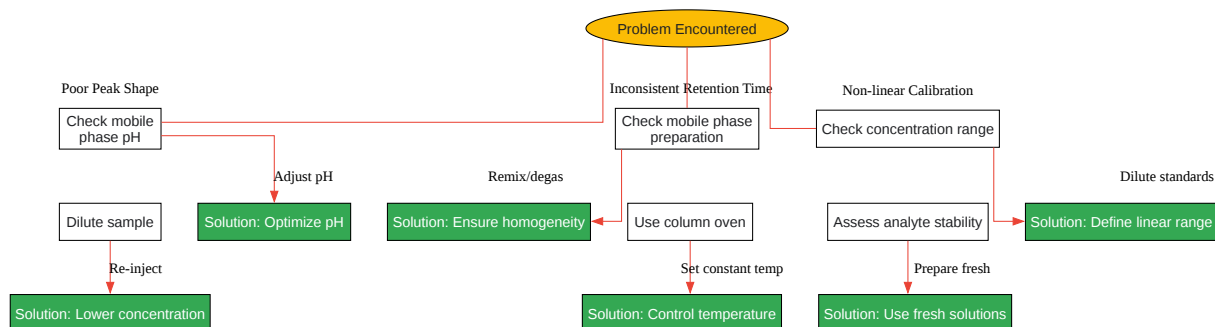 Problem Encountered
Poor Peak Shape
Inconsistent Retention Time
Non-linear Calibration
Check mobile
phase pH
Check mobile phase
preparation
Check concentration range
Adjust pH
Remix/degas
Dilute standards
Dilute sample
Solution: Optimize pH
Solution: Ensure homogeneity
Use column oven
Assess analyte stability
Solution: Define linear range
Re-inject
Set constant temp
Prepare fresh
Solution: Lower concentration
Solution: Control temperature
Solution: Use fresh solutions